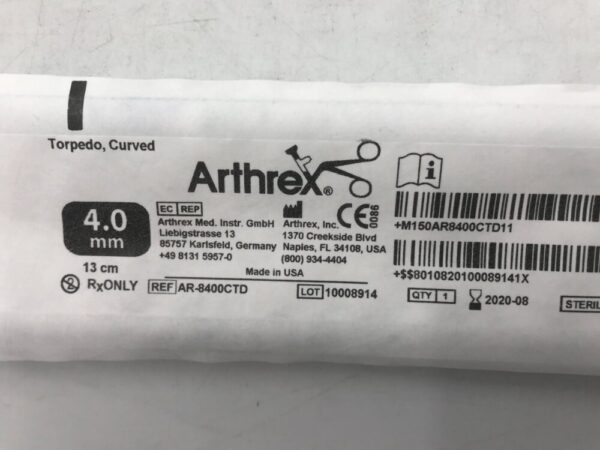 Torpedo, Curved
Arthrex®
4.0
mm
13 cm
RxONLY
EC REP
Arthrex Med. Instr. GmbH
Liebigstrasse 13
85757 Karlsfeld, Germany
+49 8131 5957-0
Arthrex, Inc.
1370 Creekside Blvd
Naples, FL 34108, USA
(800) 934-4404
CE 0086
Made in USA
REF AR-8400CTD
LOT 10008914
i
+M150AR8400CTD11
+$$8010820100089141X
QTY 1
2020-08
STERIL
2